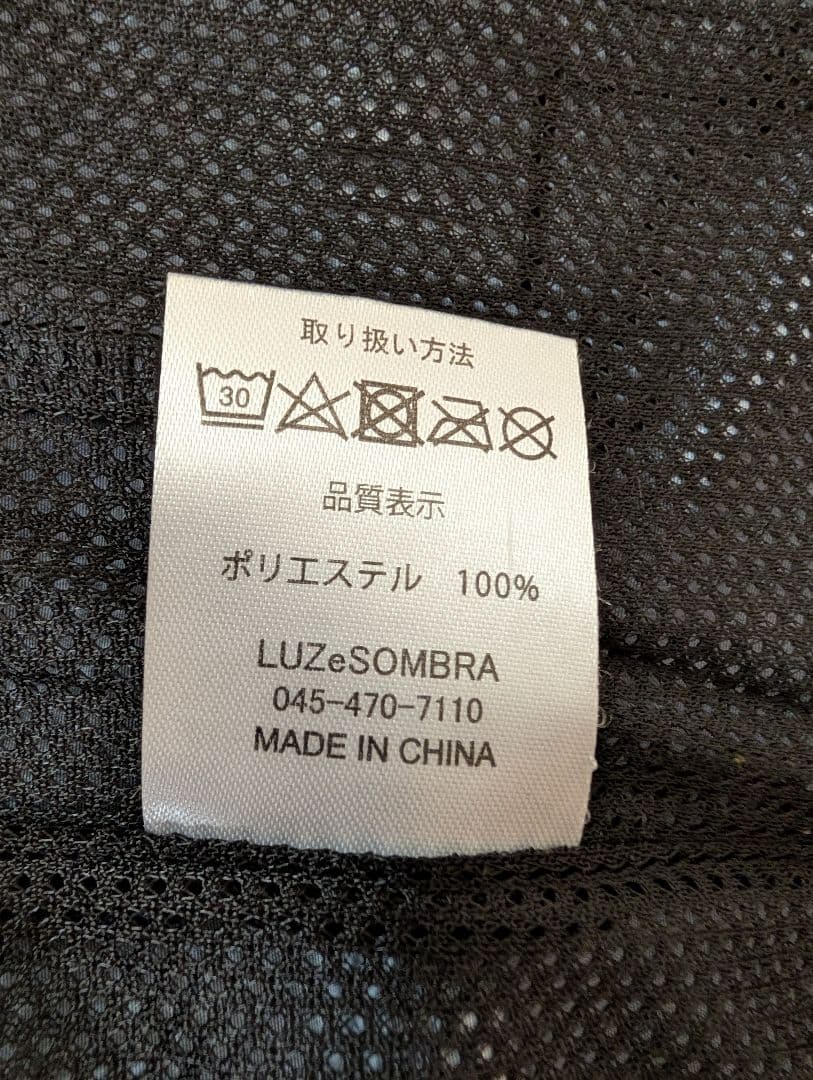 取り扱い方法
30
品質表示
ポリエステル 100%
LUZeSOMBRA
045-470-7110
MADE IN CHINA